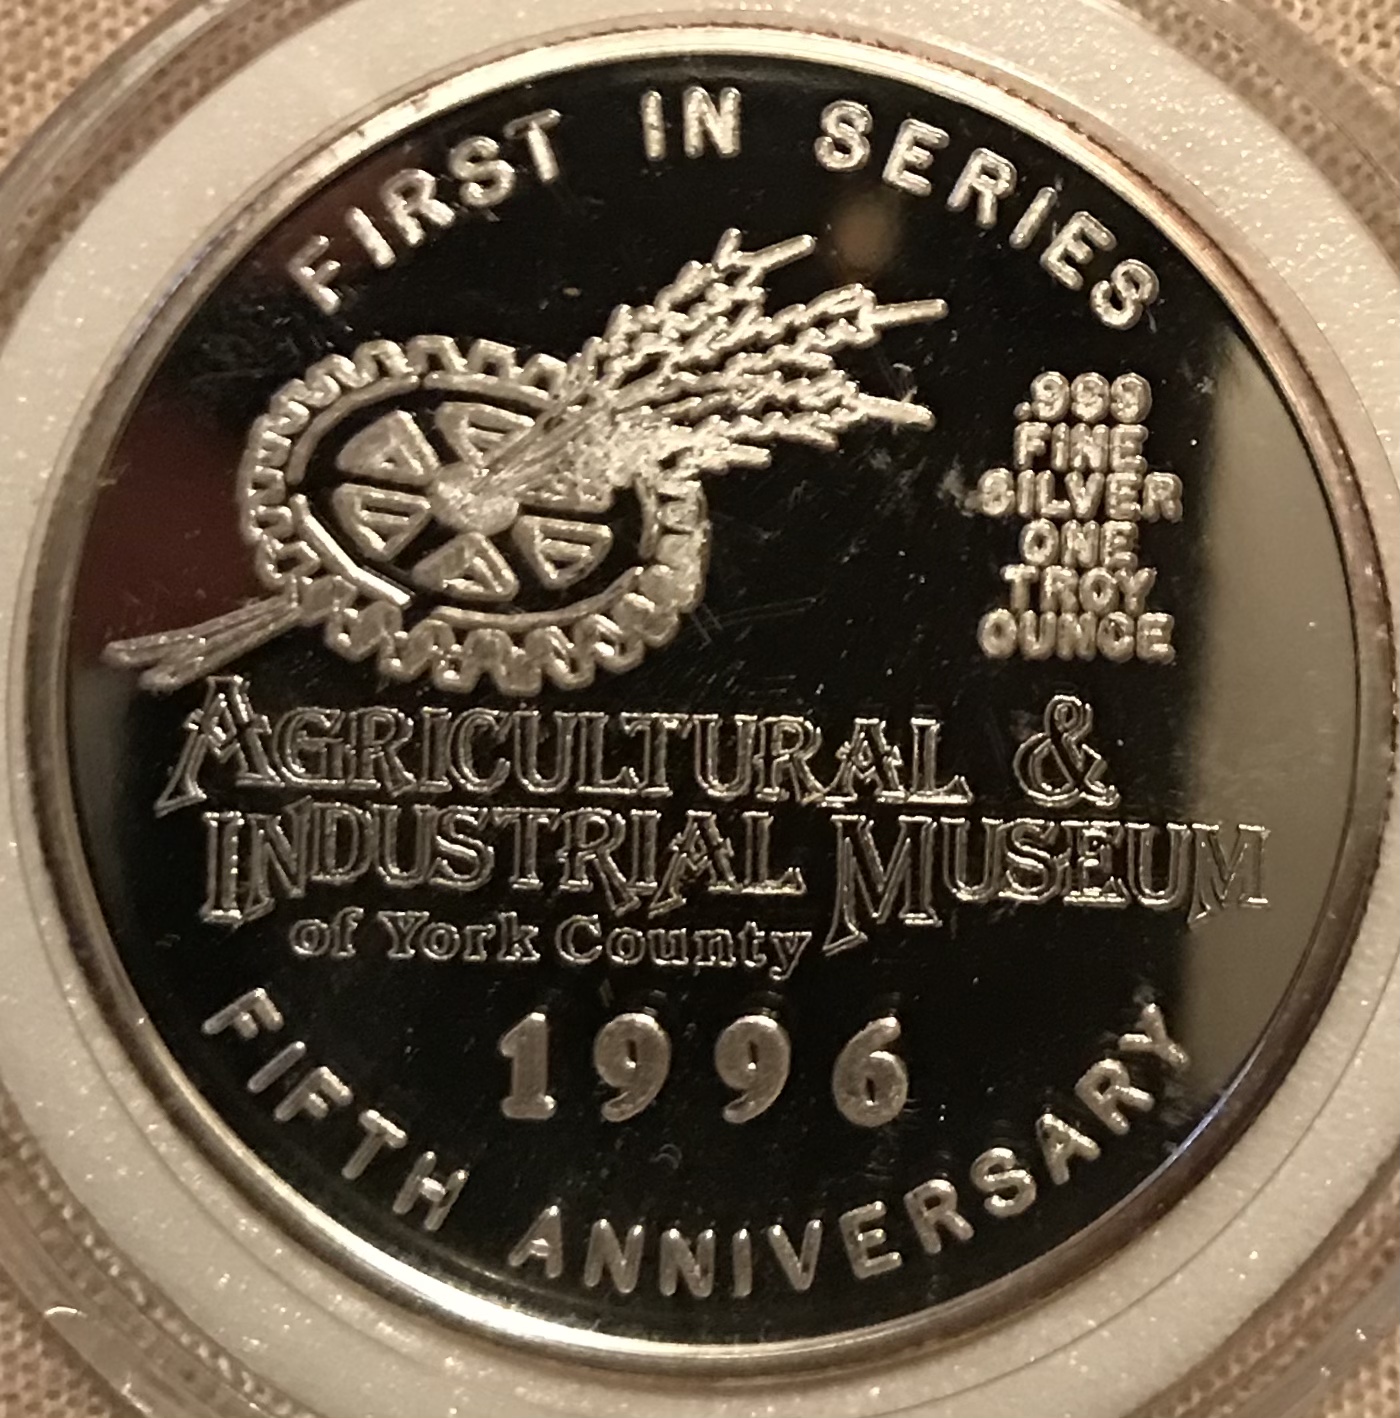 FIRST IN SERIES
.999
FINE
SILVER
ONE
TROY
OUNCE
AGRICULTURAL &
INDUSTRIAL MUSEUM
of York County
1996
FIFTH ANNIVERSARY